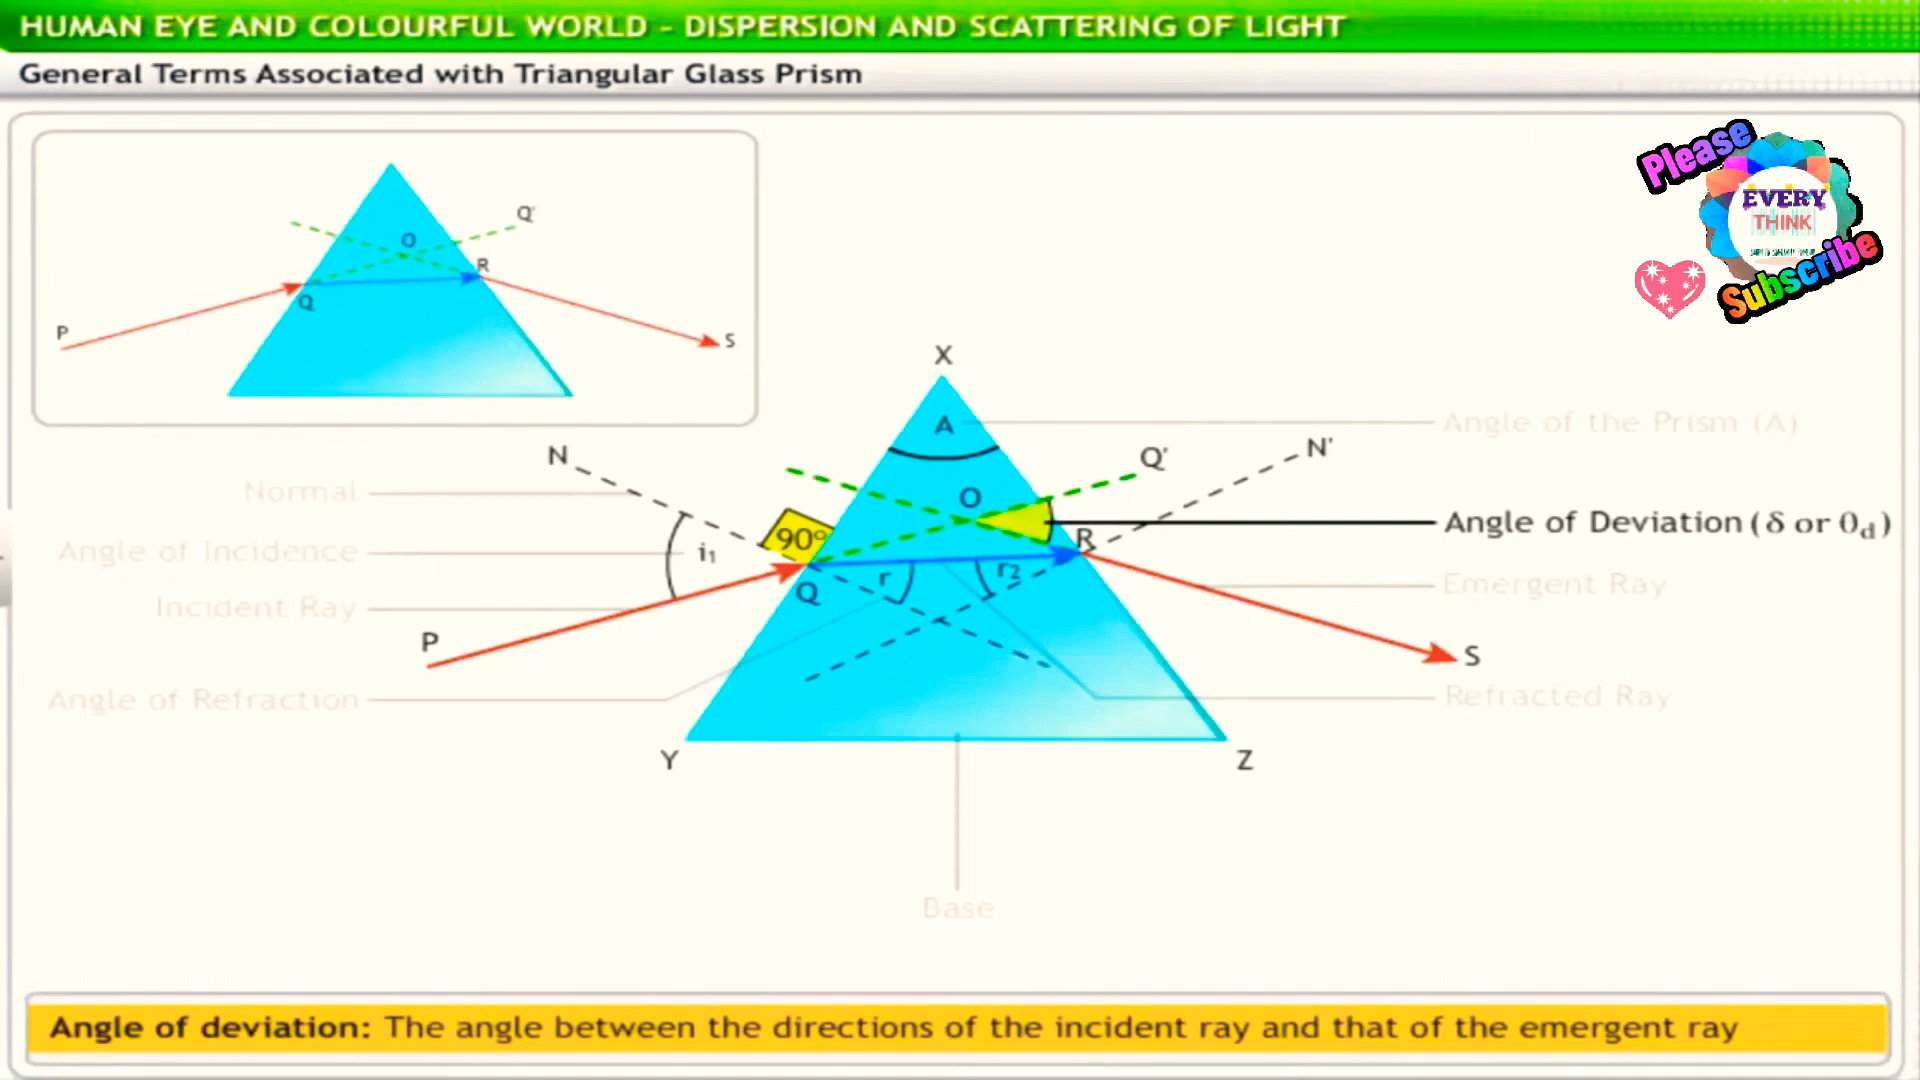 HUMAN EYE AND COLOURFUL WORLD - DISPERSION AND SCATTERING OF LIGHT
General Terms Associated with Triangular Glass Prism
Please
EVERY
THINK
Subscribe
Q'
O
R
Q
P
S
X
A
Angle of the Prism (A)
N
Q'
N'
Normal
O
Angle of Deviation (δ or θd)
90°
R
Angle of Incidence
i1
r
r2
Emergent Ray
Q
Incident Ray
P
S
Angle of Refraction
Refracted Ray
Y
Z
Base
Angle of deviation: The angle between the directions of the incident ray and that of the emergent ray